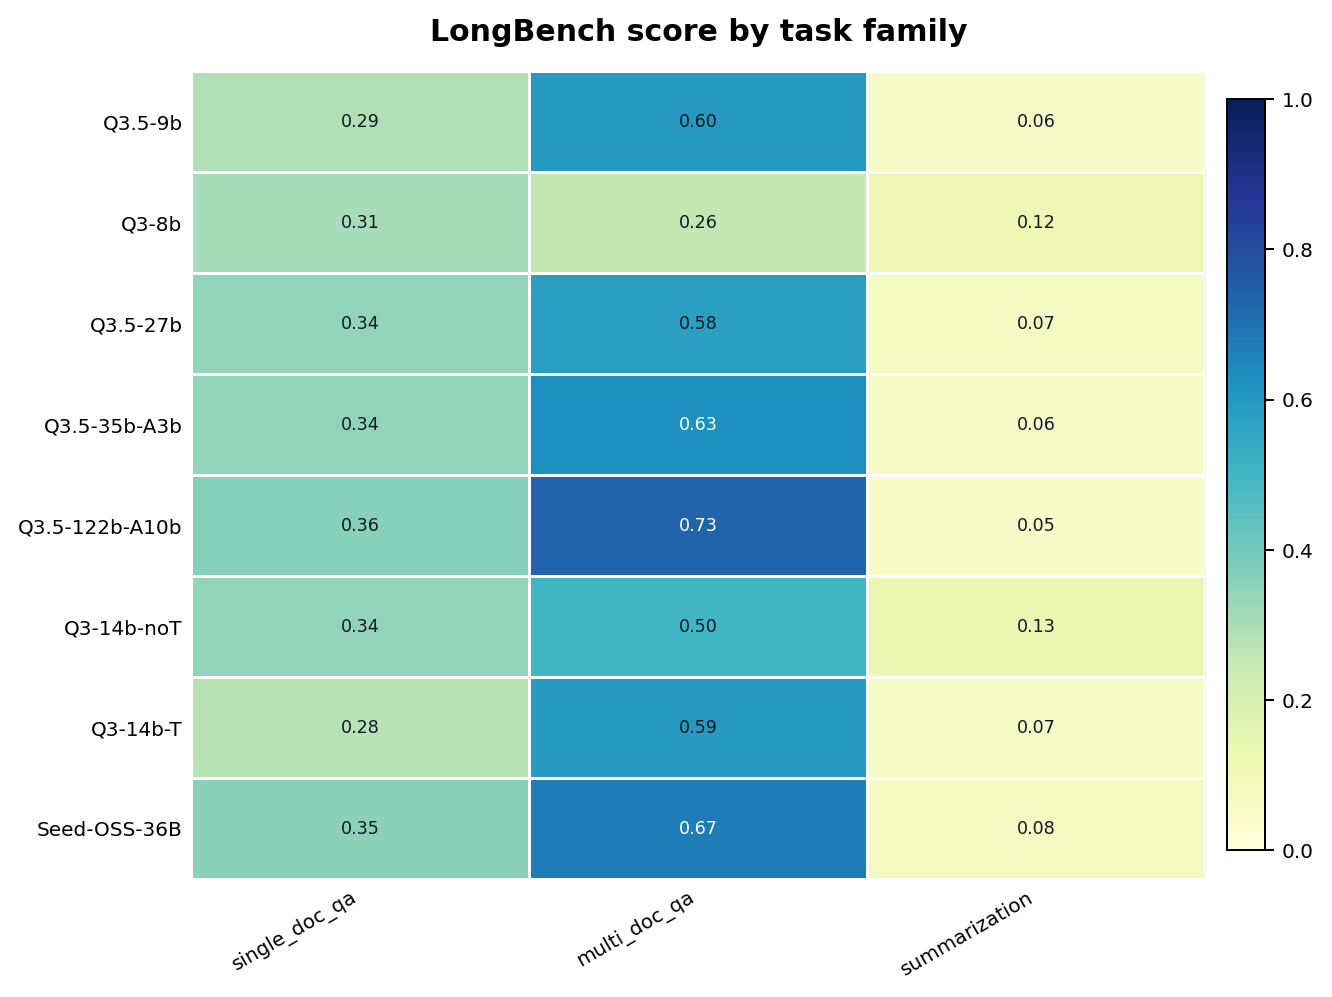 LongBench score by task family
Q3.5-9b 0.29 0.60 0.06
Q3-8b 0.31 0.26 0.12
Q3.5-27b 0.34 0.58 0.07
Q3.5-35b-A3b 0.34 0.63 0.06
Q3.5-122b-A10b 0.36 0.73 0.05
Q3-14b-noT 0.34 0.50 0.13
Q3-14b-T 0.28 0.59 0.07
Seed-OSS-36B 0.35 0.67 0.08
single_doc_qa multi_doc_qa summarization
1.0
0.8
0.6
0.4
0.2
0.0